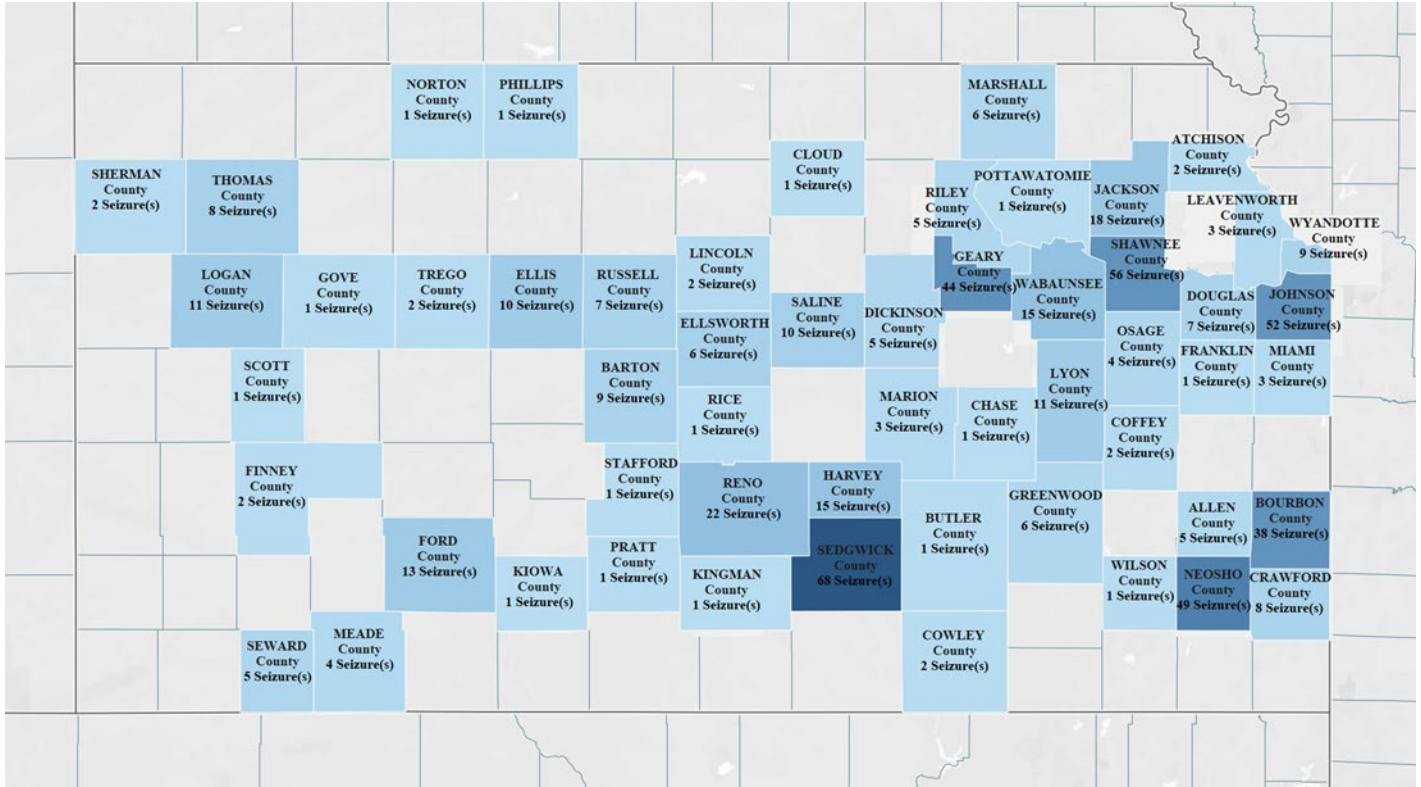 NORTON
County
1 Seizure(s)
PHILLIPS
County
1 Seizure(s)
MARSHALL
County
6 Seizure(s)
ATCHISON
County
2 Seizure(s)
CLOUD
County
1 Seizure(s)
SHERMAN
County
2 Seizure(s)
THOMAS
County
8 Seizure(s)
RILEY
County
5 Seizure(s)
POTTAWATOMIE
County
1 Seizure(s)
JACKSON
County
18 Seizure(s)
LEAVENWORTH
County
3 Seizure(s)
WYANDOTTE
County
9 Seizure(s)
LOGAN
County
11 Seizure(s)
GOVE
County
1 Seizure(s)
TREGO
County
2 Seizure(s)
ELLIS
County
10 Seizure(s)
RUSSELL
County
7 Seizure(s)
LINCOLN
County
2 Seizure(s)
SALINE
County
10 Seizure(s)
DICKINSON
County
5 Seizure(s)
GEARY
County
44 Seizure(s)
WABAUNSEE
County
15 Seizure(s)
SHAWNEE
County
56 Seizure(s)
DOUGLAS
County
7 Seizure(s)
JOHNSON
County
52 Seizure(s)
ELLSWORTH
County
6 Seizure(s)
OSAGE
County
4 Seizure(s)
FRANKLIN
County
1 Seizure(s)
MIAMI
County
3 Seizure(s)
SCOTT
County
1 Seizure(s)
BARTON
County
9 Seizure(s)
RICE
County
1 Seizure(s)
MARION
County
3 Seizure(s)
CHASE
County
1 Seizure(s)
LYON
County
11 Seizure(s)
COFFEY
County
2 Seizure(s)
FINNEY
County
2 Seizure(s)
STAFFORD
County
1 Seizure(s)
RENO
County
22 Seizure(s)
HARVEY
County
15 Seizure(s)
BUTLER
County
1 Seizure(s)
GREENWOOD
County
6 Seizure(s)
ALLEN
County
5 Seizure(s)
BOURBON
County
38 Seizure(s)
FORD
County
13 Seizure(s)
KIOWA
County
1 Seizure(s)
PRATT
County
1 Seizure(s)
KINGMAN
County
1 Seizure(s)
SEDGWICK
County
68 Seizure(s)
WILSON
County
1 Seizure(s)
NEOSHO
County
49 Seizure(s)
CRAWFORD
County
8 Seizure(s)
SEWARD
County
5 Seizure(s)
MEADE
County
4 Seizure(s)
COWLEY
County
2 Seizure(s)